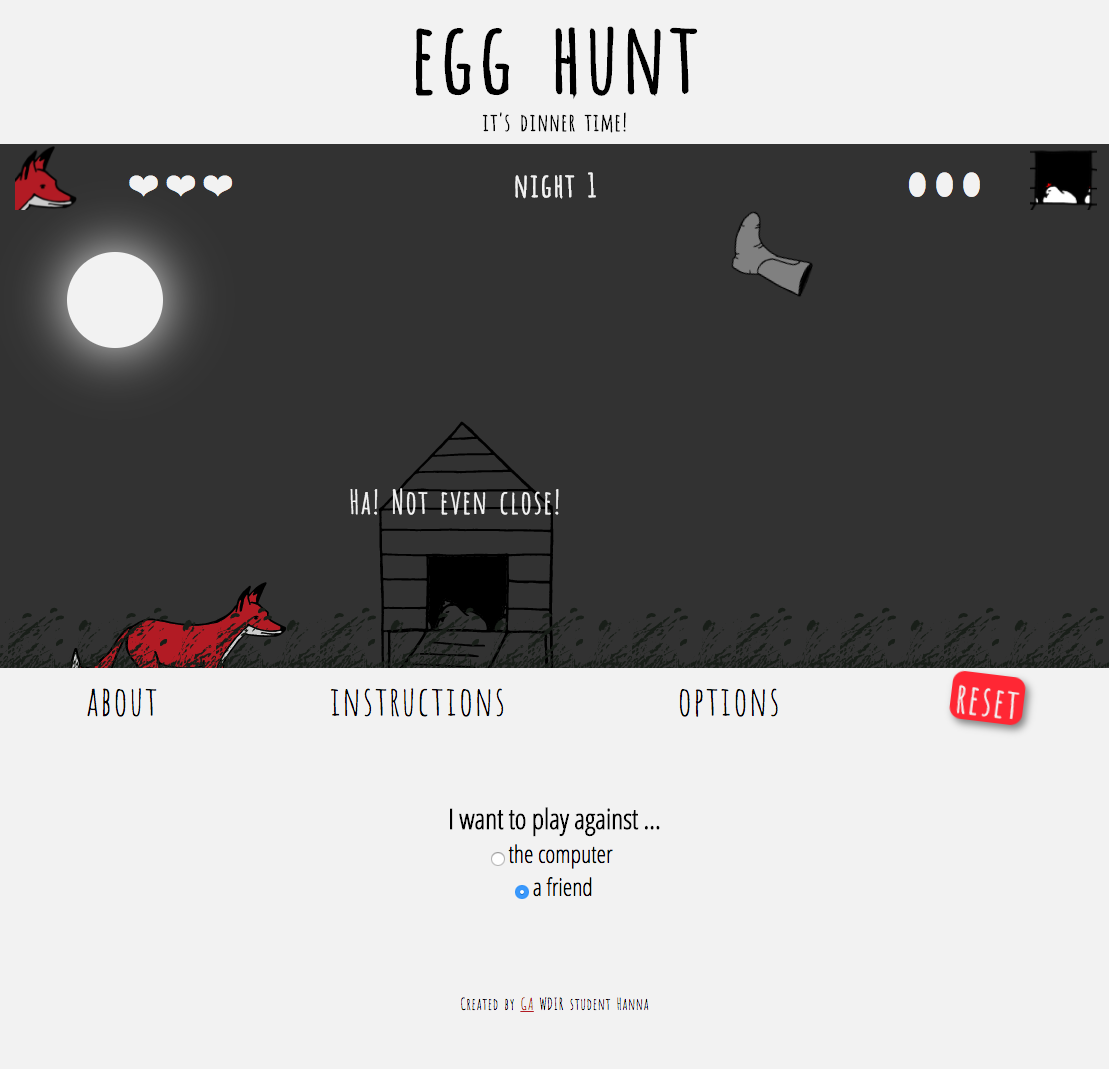 EGG HUNT
IT'S DINNER TIME!
NIGHT 1
HA! NOT EVEN CLOSE!
ABOUT
INSTRUCTIONS
OPTIONS
RESET
I want to play against ...
the computer
a friend
CREATED BY GA WDIR STUDENT HANNA